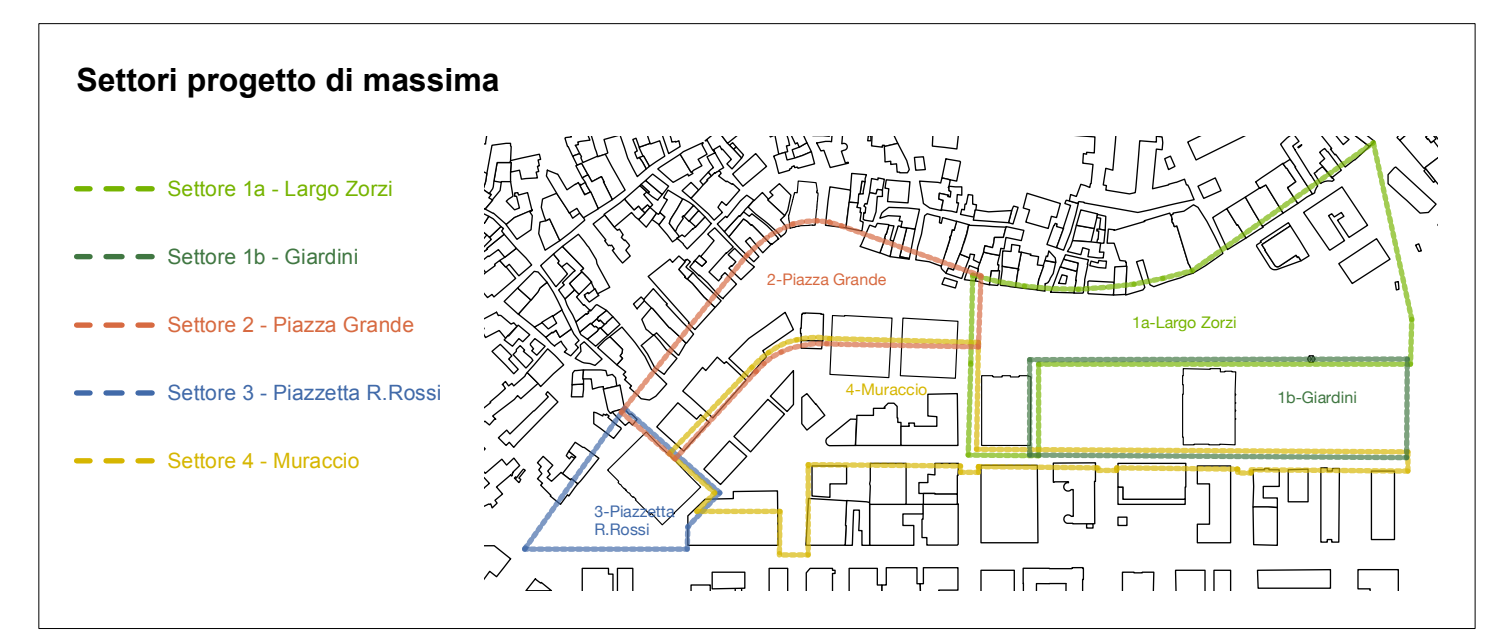 Settori progetto di massima
Settore 1a - Largo Zorzi
Settore 1b - Giardini
Settore 2 - Piazza Grande
Settore 3 - Piazzetta R.Rossi
Settore 4 - Muraccio
2-Piazza Grande
1a-Largo Zorzi
4-Muraccio
1b-Giardini
3-Piazzetta
R.Rossi